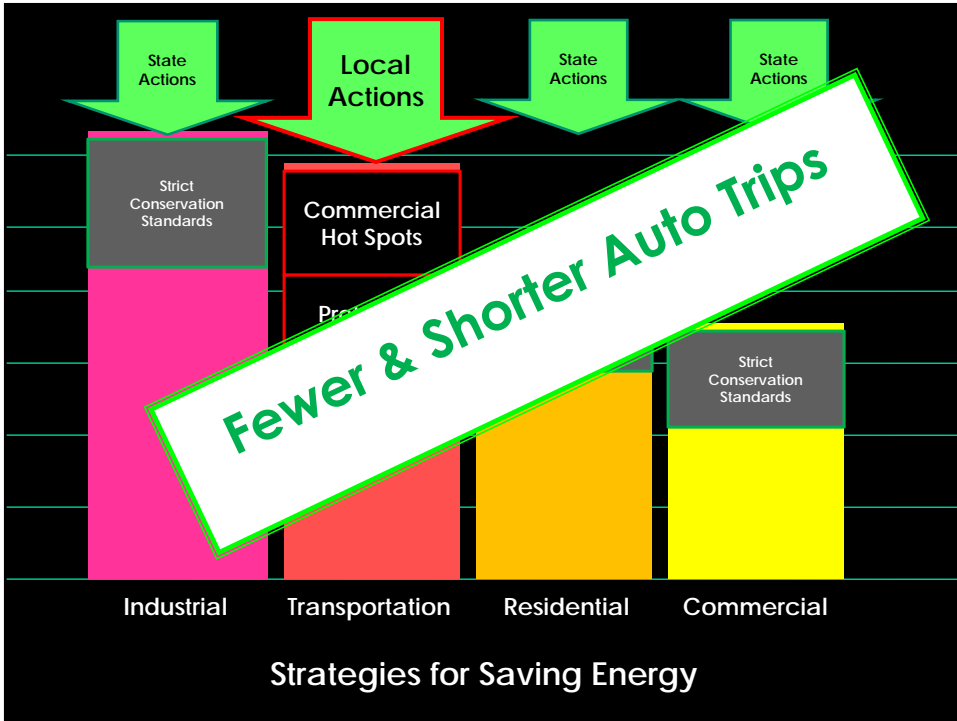 State
Actions
Local
Actions
State
Actions
State
Actions
Strict
Conservation
Standards
Commercial
Hot Spots
Fewer & Shorter Auto Trips
Strict
Conservation
Standards
Industrial
Transportation
Residential
Commercial
Strategies for Saving Energy